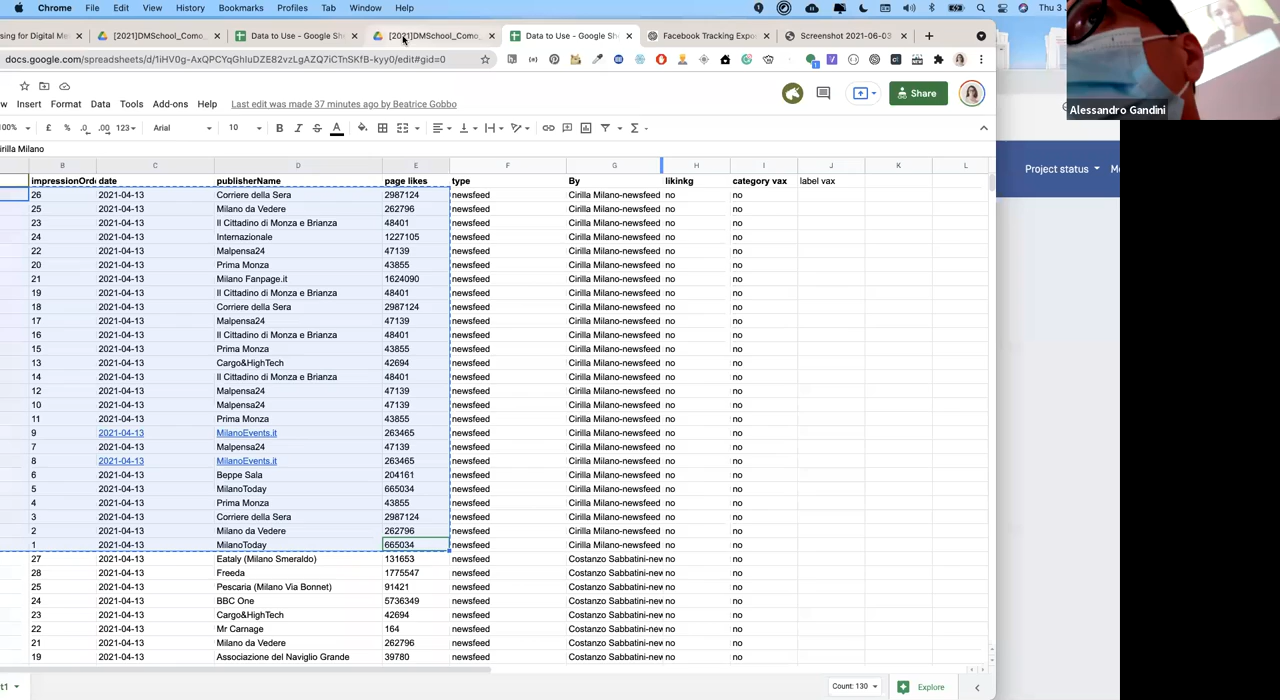 Chrome File Edit View History Bookmarks Profiles Tab Window Help Thu 3
sing for Digital Me [2021]DMSchool_Como_ Data to Use - Google She [2021]DMSchool_Como_ Data to Use - Google She Facebook Tracking Expo Screenshot 2021-06-03
docs.google.com/spreadsheets/d/
Alessandro Gandini
w Insert Format Data Tools Add-ons Help Last edit was made 37 minutes ago by Beatrice Gobbo Share
100% £ % .0 .00 123 Arial 10 B I S A
irilla Milano
B C D E F G H I J K L
Project status M
impressionOrd date publisherName page likes type By likinkg category vax label vax
26 2021-04-13 Corriere della Sera 2987124 newsfeed Cirilla Milano-newsfeed no no
25 2021-04-13 Milano da Vedere 262796 newsfeed Cirilla Milano-newsfeed no no
23 2021-04-13 Il Cittadino di Monza e Brianza 48401 newsfeed Cirilla Milano-newsfeed no no
24 2021-04-13 Internazionale 1227105 newsfeed Cirilla Milano-newsfeed no no
22 2021-04-13 Malpensa24 47139 newsfeed Cirilla Milano-newsfeed no no
20 2021-04-13 Prima Monza 43855 newsfeed Cirilla Milano-newsfeed no no
21 2021-04-13 Milano Fanpage.it 1624090 newsfeed Cirilla Milano-newsfeed no no
19 2021-04-13 Il Cittadino di Monza e Brianza 48401 newsfeed Cirilla Milano-newsfeed no no
18 2021-04-13 Corriere della Sera 2987124 newsfeed Cirilla Milano-newsfeed no no
17 2021-04-13 Malpensa24 47139 newsfeed Cirilla Milano-newsfeed no no
16 2021-04-13 Il Cittadino di Monza e Brianza 48401 newsfeed Cirilla Milano-newsfeed no no
15 2021-04-13 Prima Monza 43855 newsfeed Cirilla Milano-newsfeed no no
13 2021-04-13 Cargo&HighTech 42694 newsfeed Cirilla Milano-newsfeed no no
14 2021-04-13 Il Cittadino di Monza e Brianza 48401 newsfeed Cirilla Milano-newsfeed no no
12 2021-04-13 Malpensa24 47139 newsfeed Cirilla Milano-newsfeed no no
10 2021-04-13 Malpensa24 47139 newsfeed Cirilla Milano-newsfeed no no
11 2021-04-13 Prima Monza 43855 newsfeed Cirilla Milano-newsfeed no no
9 2021-04-13 MilanoEvents.it 263465 newsfeed Cirilla Milano-newsfeed no no
7 2021-04-13 Malpensa24 47139 newsfeed Cirilla Milano-newsfeed no no
8 2021-04-13 MilanoEvents.it 263465 newsfeed Cirilla Milano-newsfeed no no
6 2021-04-13 Beppe Sala 204161 newsfeed Cirilla Milano-newsfeed no no
5 2021-04-13 MilanoToday 665034 newsfeed Cirilla Milano-newsfeed no no
4 2021-04-13 Prima Monza 43855 newsfeed Cirilla Milano-newsfeed no no
3 2021-04-13 Corriere della Sera 2987124 newsfeed Cirilla Milano-newsfeed no no
2 2021-04-13 Milano da Vedere 262796 newsfeed Cirilla Milano-newsfeed no no
1 2021-04-13 MilanoToday 665034 newsfeed Cirilla Milano-newsfeed no no
27 2021-04-13 Eataly (Milano Smeraldo) 131653 newsfeed Costanzo Sabbatini-new no no
28 2021-04-13 Freeda 1775547 newsfeed Costanzo Sabbatini-new no no
25 2021-04-13 Pescaria (Milano Via Bonnet) 91421 newsfeed Costanzo Sabbatini-new no no
24 2021-04-13 BBC One 5736349 newsfeed Costanzo Sabbatini-new no no
23 2021-04-13 Cargo&HighTech 42694 newsfeed Costanzo Sabbatini-new no no
22 2021-04-13 Mr Carnage 164 newsfeed Costanzo Sabbatini-new no no
21 2021-04-13 Milano da Vedere 262796 newsfeed Costanzo Sabbatini-new no no
19 2021-04-13 Associazione del Naviglio Grande 39780 newsfeed Costanzo Sabbatini-new no no
t1 Count: 130 Explore